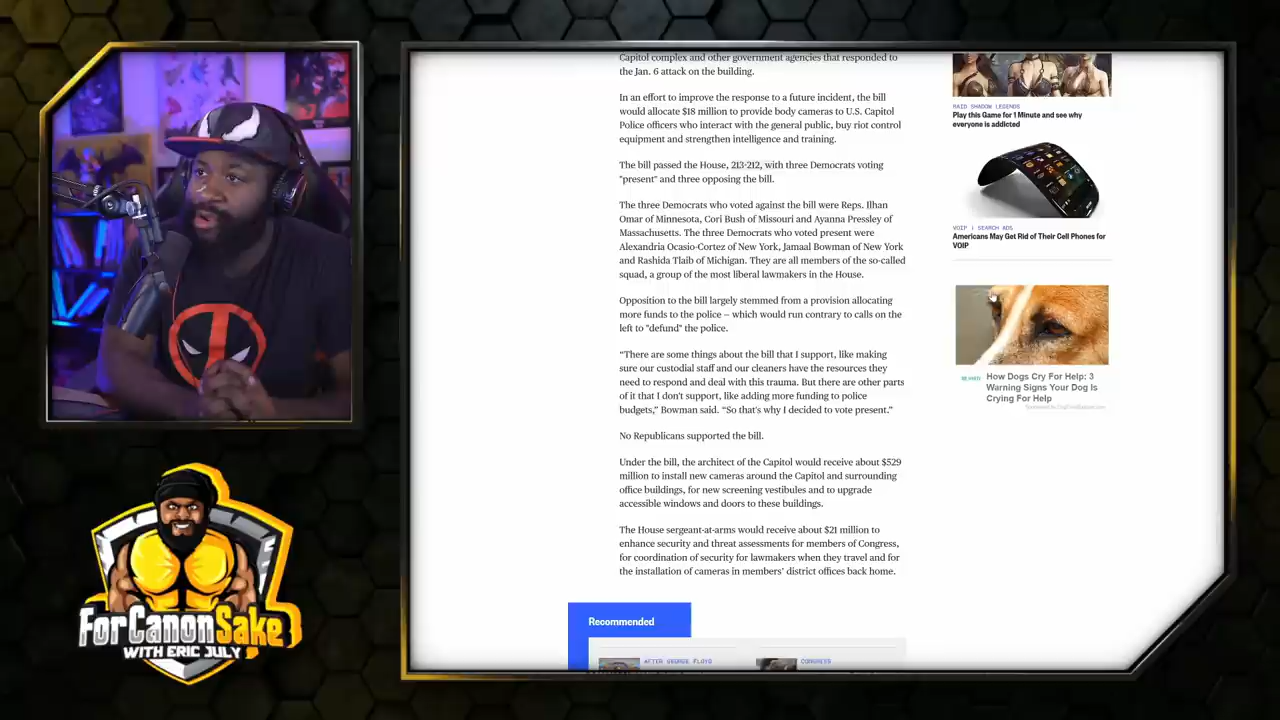 Capitol complex and other government agencies that responded to
the Jan. 6 attack on the building.
In an effort to improve the response to a future incident, the bill
would allocate $18 million to provide body cameras to U.S. Capitol
Police officers who interact with the general public, buy riot control
equipment and strengthen intelligence and training.
The bill passed the House, 213-212, with three Democrats voting
"present" and three opposing the bill.
The three Democrats who voted against the bill were Reps. Ilhan
Omar of Minnesota, Cori Bush of Missouri and Ayanna Pressley of
Massachusetts. The three Democrats who voted present were
Alexandria Ocasio-Cortez of New York, Jamaal Bowman of New York
and Rashida Tlaib of Michigan. They are all members of the so-called
squad, a group of the most liberal lawmakers in the House.
Opposition to the bill largely stemmed from a provision allocating
more funds to the police — which would run contrary to calls on the
left to "defund" the police.
“There are some things about the bill that I support, like making
sure our custodial staff and our cleaners have the resources they
need to respond and deal with this trauma. But there are other parts
of it that I don't support, like adding more funding to police
budgets,” Bowman said. “So that's why I decided to vote present.”
No Republicans supported the bill.
Under the bill, the architect of the Capitol would receive about $529
million to install new cameras around the Capitol and surrounding
office buildings, for new screening vestibules and to upgrade
accessible windows and doors to these buildings.
The House sergeant-at-arms would receive about $21 million to
enhance security and threat assessments for members of Congress,
for coordination of security for lawmakers when they travel and for
the installation of cameras in members' district offices back home.
Recommended
AFTER GEORGE FLOYD
CONGRESS
RAID SHADOW LEGENDS
Play this Game for 1 Minute and see why
everyone is addicted
VOIP | SEARCH ADS
Americans May Get Rid of Their Cell Phones for
VOIP
How Dogs Cry For Help: 3
Warning Signs Your Dog Is
Crying For Help
ForCanonSake
WITH ERIC JULY